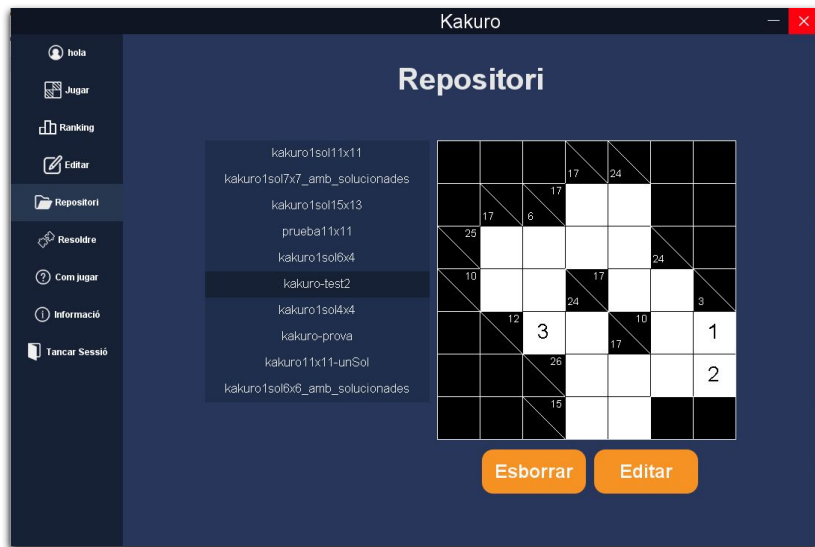 Kakuro
hola
Jugar
Ranking
Editar
Repositori
Resoldre
Com jugar
Informació
Tancar Sessió
Repositori
kakuro1sol11x11
kakuro1sol7x7_amb_solucionades
kakuro1sol15x13
prueba11x11
kakuro1sol6x4
kakuro-test2
kakuro1sol4x4
kakuro-prova
kakuro11x11-unSol
kakuro1sol6x6_amb_solucionades
17 24
17 6 17
25 24
10 24 17 3
12 3 17 10 1
26 2
15
Esborrar Editar